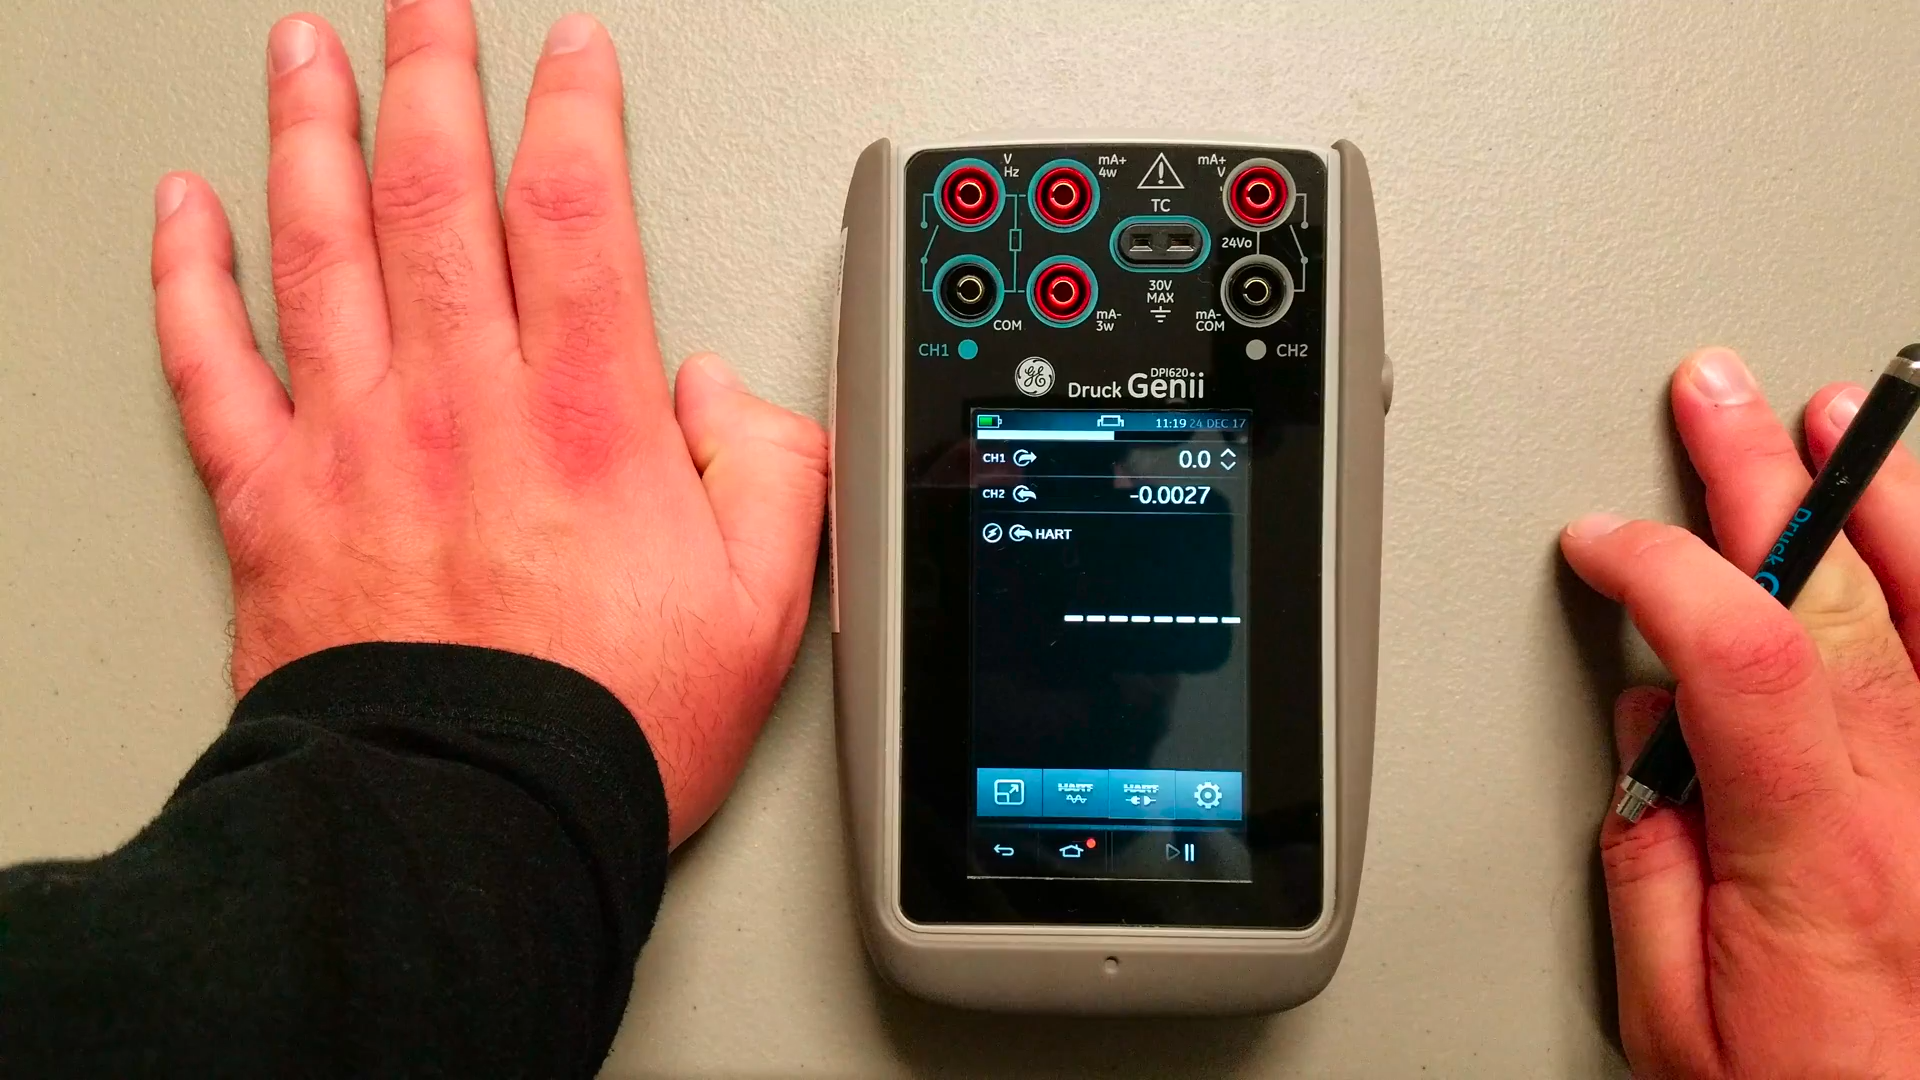 V
Hz
mA+
4w
mA+
V
TC
24Vo
30V
MAX
COM
mA-
3w
mA-
COM
CH1
CH2
GE
DPI620
Druck Genii
11:19 24 DEC 17
CH1 0.0
CH2 -0.0027
HART
HART HART
Druck G